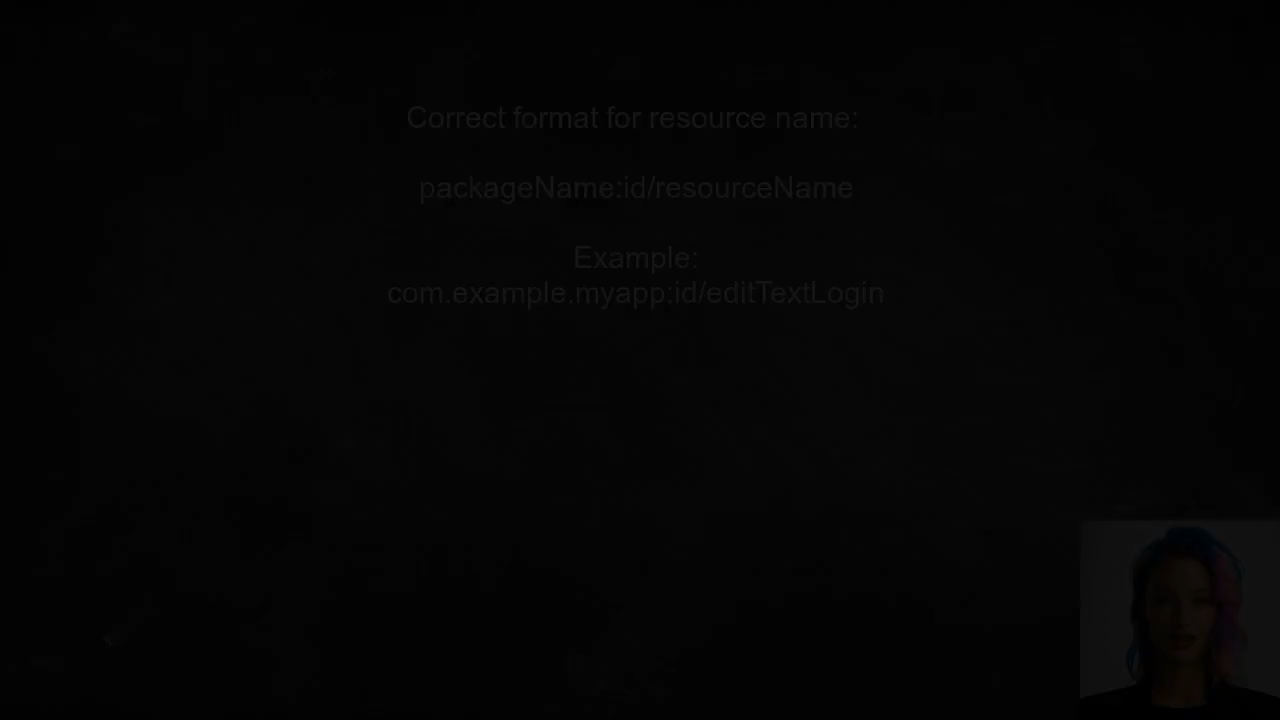 Correct format for resource name:
packageName:id/resourceName
Example:
com.example.myapp:id/editTextLogin